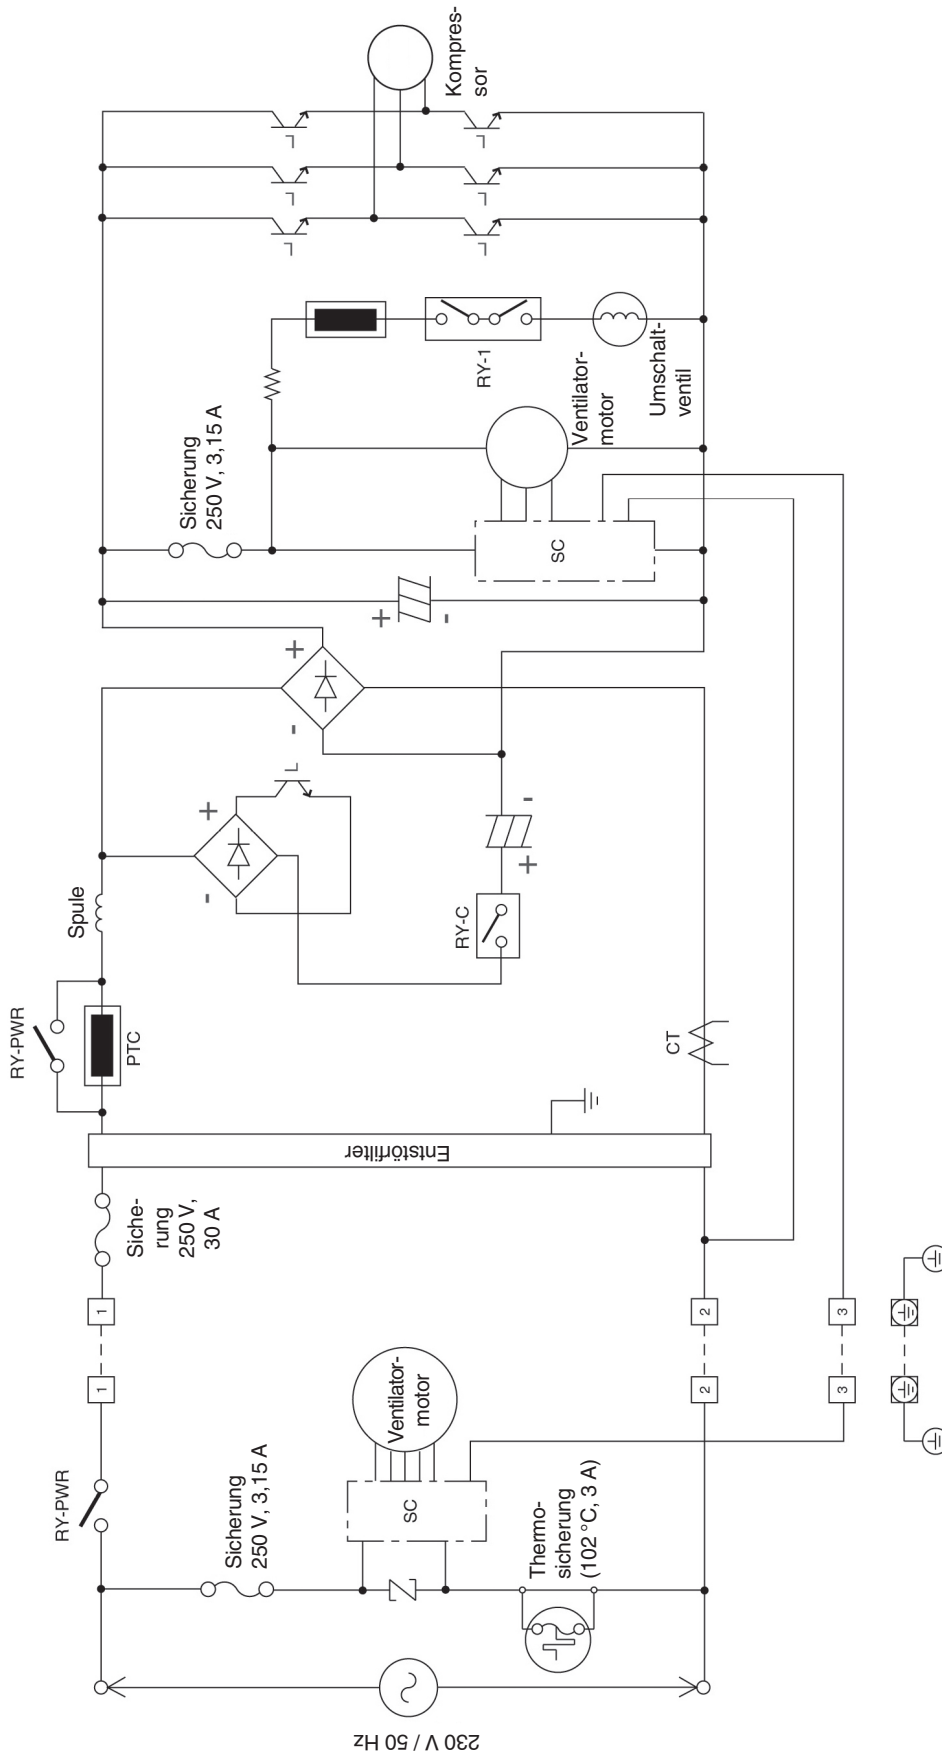 Kompres-
sor
RY-1
Umschalt-
ventil
Ventilator-
motor
Sicherung
250 V, 3,15 A
SC
+
-
+
-
+
-
-
+
Spule
RY-C
RY-PWR
PTC
CT
Entstörfilter
Siche-
rung
250 V,
30 A
1
2
3
1
2
3
Ventilator-
motor
RY-PWR
Sicherung
250 V, 3,15 A
SC
Thermo-
sicherung
(102 °C, 3 A)
230 V / 50 Hz